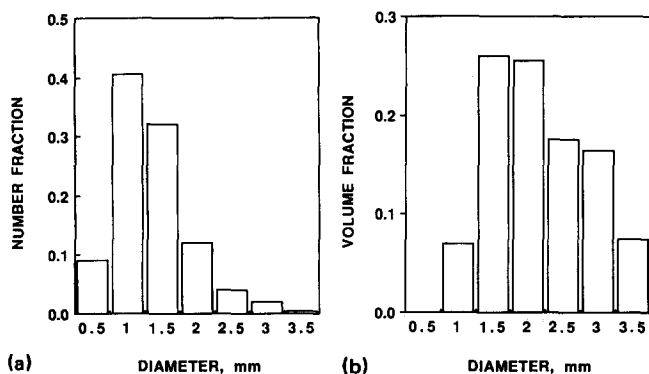 NUMBER FRACTION
0.5
0.4
0.3
0.2
0.1
0.0
0.5 1 1.5 2 2.5 3 3.5
(a) DIAMETER, mm
VOLUME FRACTION
0.3
0.2
0.1
0.0
0.5 1 1.5 2 2.5 3 3.5
(b) DIAMETER, mm